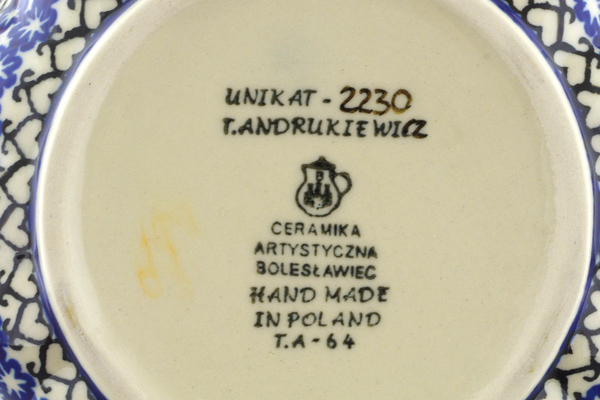 UNIKAT - 2230
T. ANDRUKIEWICZ
CERAMIKA
ARTYSTYCZNA
BOLESŁAWIEC
HAND MADE
IN POLAND
T.A - 64